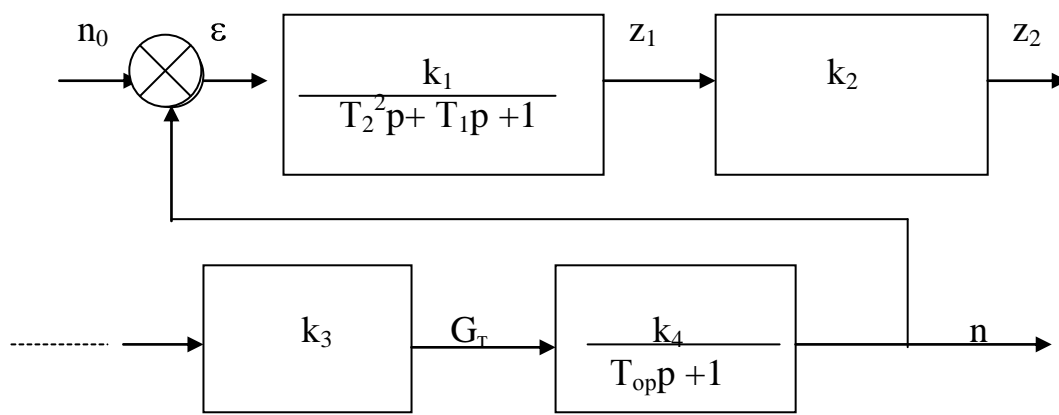 n₀ ε z₁ z₂
k₁
T₂²p+ T₁p +1
k₂
k₃ Gт k₄ n
Tₒₚp +1